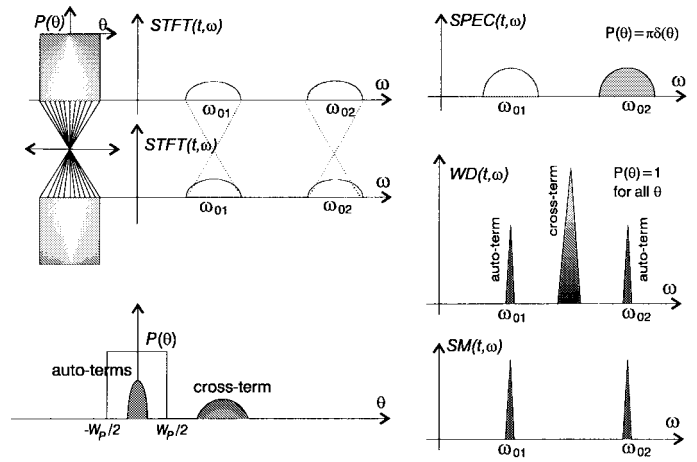 P(θ)
θ
STFT(t,ω)
ω
ω01
ω02
STFT(t,ω)
ω
ω01
ω02
P(θ)
auto-terms
cross-term
θ
-WP/2
WP/2
SPEC(t,ω)
P(θ)=πδ(θ)
ω
ω01
ω02
WD(t,ω)
P(θ)=1
for all θ
auto-term
cross-term
auto-term
ω
ω01
ω02
SM(t,ω)
ω
ω01
ω02